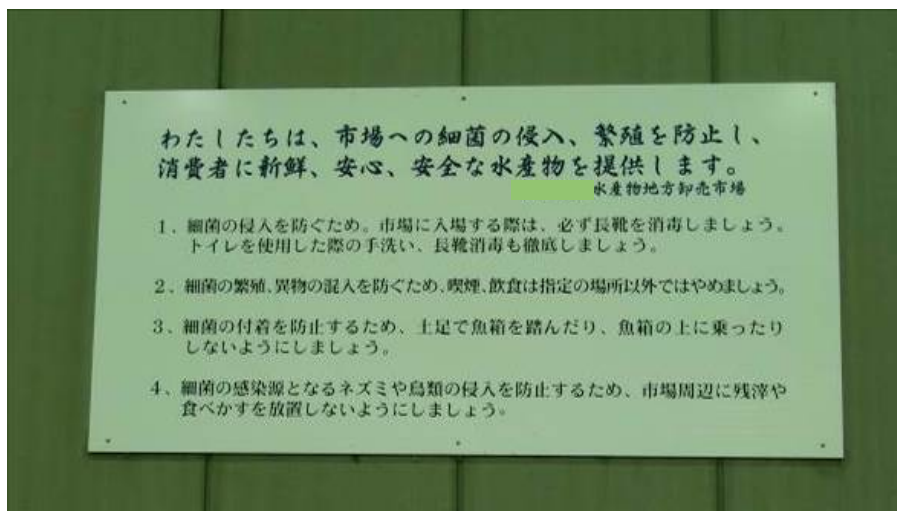 わたしたちは、市場への細菌の侵入、繁殖を防止し、
消費者に新鮮、安心、安全な水産物を提供します。
水産物地方卸売市場
1、細菌の侵入を防ぐため。市場に入場する際は、必ず長靴を消毒しましょう。
トイレを使用した際の手洗い、長靴消毒も徹底しましょう。
2、細菌の繁殖、異物の混入を防ぐため、喫煙、飲食は指定の場所以外ではやめましょう。
3、細菌の付着を防止するため、土足で魚箱を踏んだり、魚箱の上に乗ったり
しないようにしましょう。
4、細菌の感染源となるネズミや鳥類の侵入を防止するため、市場周辺に残滓や
食べかすを放置しないようにしましょう。